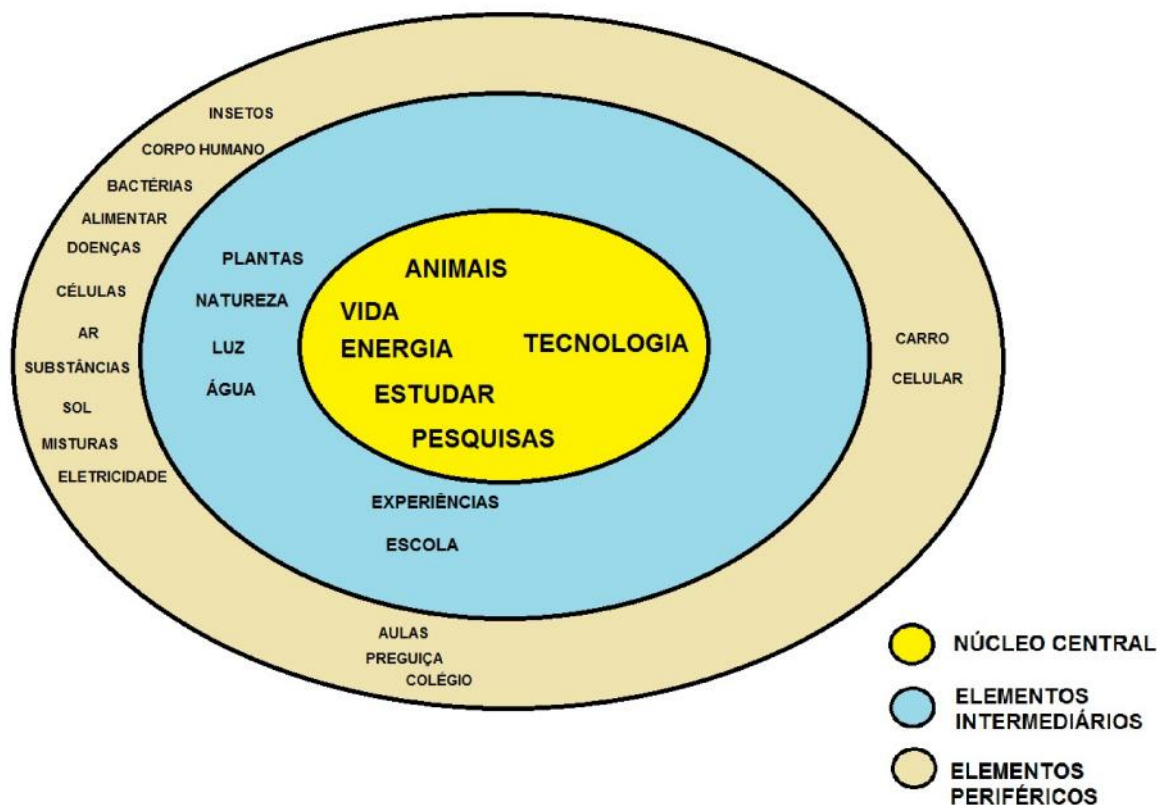 INSETOS
CORPO HUMANO
BACTÉRIAS
ALIMENTAR
DOENÇAS
CÉLULAS
AR
SUBSTÂNCIAS
SOL
MISTURAS
ELETRICIDADE
PLANTAS
NATUREZA
LUZ
ÁGUA
ANIMAIS
VIDA
ENERGIA
TECNOLOGIA
ESTUDAR
PESQUISAS
CARRO
CELULAR
EXPERIÊNCIAS
ESCOLA
AULAS
PREGUIÇA
COLÉGIO
NÚCLEO CENTRAL
ELEMENTOS
INTERMEDIÁRIOS
ELEMENTOS
PERIFÉRICOS